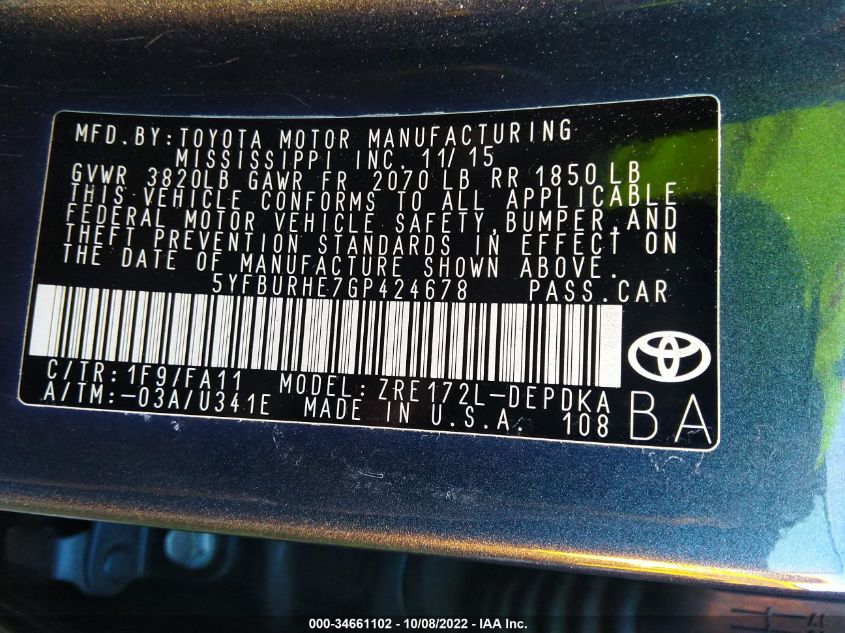 MFD.BY:TOYOTA MOTOR MANUFACTURING
MISSISSIPPI INC. 11/15
GVWR 3820LB GAWR FR 2070 LB RR 1850 LB
THIS VEHICLE CONFORMS TO ALL APPLICABLE
FEDERAL MOTOR VEHICLE SAFETY,BUMPER,AND
THEFT PREVENTION STANDARDS IN EFFECT ON
THE DATE OF MANUFACTURE SHOWN ABOVE.
5YFBURHE7GP424678 PASS.CAR
C/TR:1F9/FA11 MODEL:ZRE172L-DEPDKA
A/TM:-03A/U341E MADE IN U.S.A. 108
BA
000-34661102 - 10/08/2022 - IAA Inc.